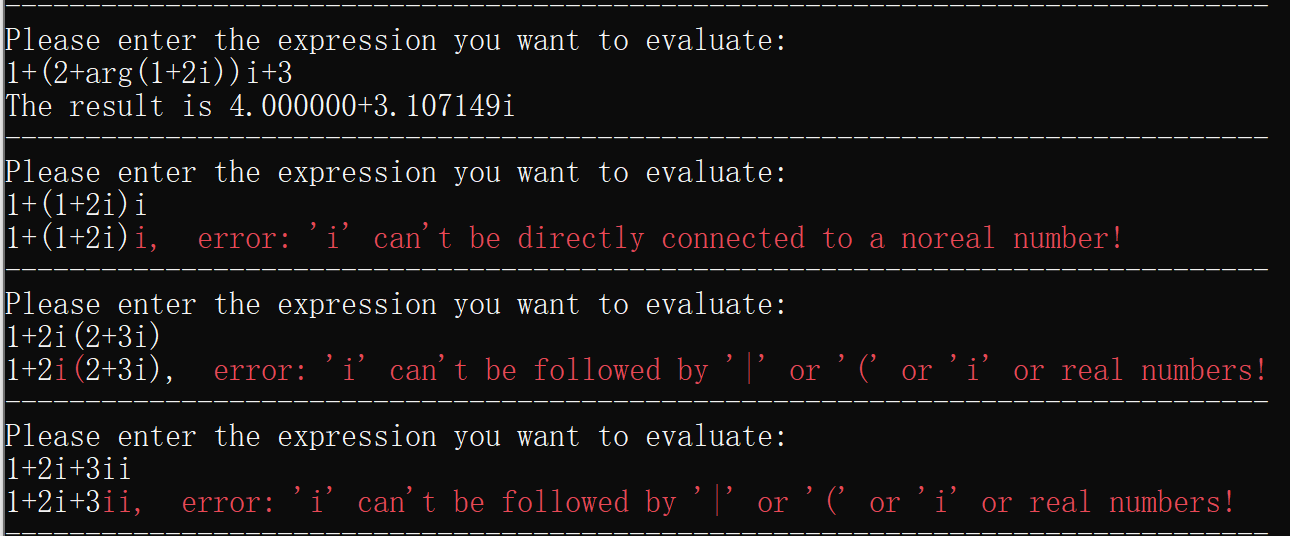 Please enter the expression you want to evaluate:
1+(2+arg(1+2i))i+3
The result is 4.000000+3.107149i
Please enter the expression you want to evaluate:
1+(1+2i)i
1+(1+2i)i,  error: 'i' can't be directly connected to a noreal number!
Please enter the expression you want to evaluate:
1+2i(2+3i)
1+2i(2+3i),  error: 'i' can't be followed by '|' or '(' or 'i' or real numbers!
Please enter the expression you want to evaluate:
1+2i+3ii
1+2i+3ii,  error: 'i' can't be followed by '|' or '(' or 'i' or real numbers!